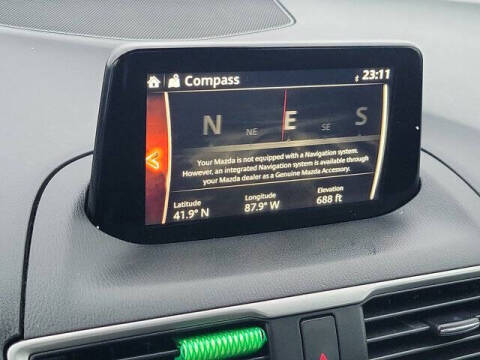 Compass
23:11
N NE E SE S
Your Mazda is not equipped with a Navigation system.
However, an integrated Navigation system is available through
your Mazda dealer as a Genuine Mazda Accessory.
Latitude Longitude Elevation
41.9° N 87.9° W 688 ft